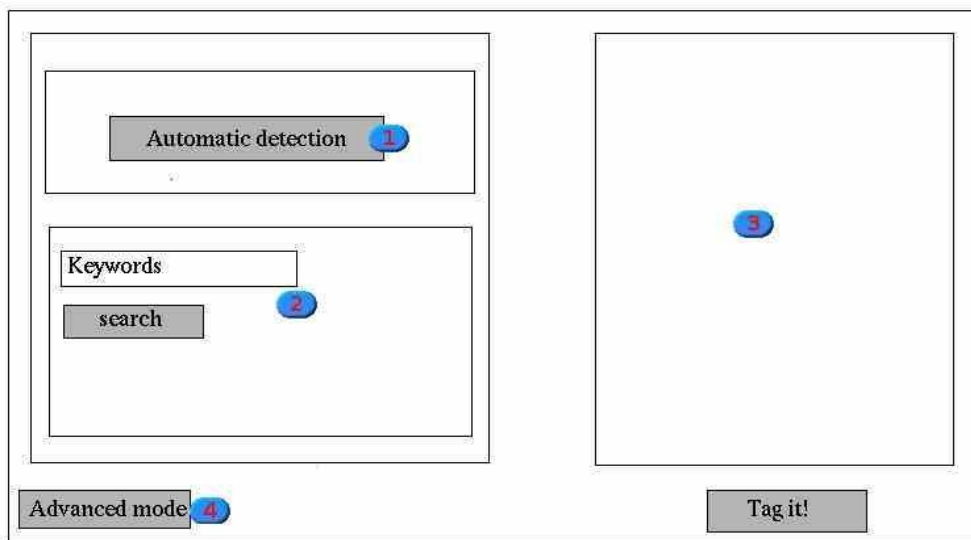 Automatic detection 1
3
Keywords
2
search
Advanced mode 4
Tag it!